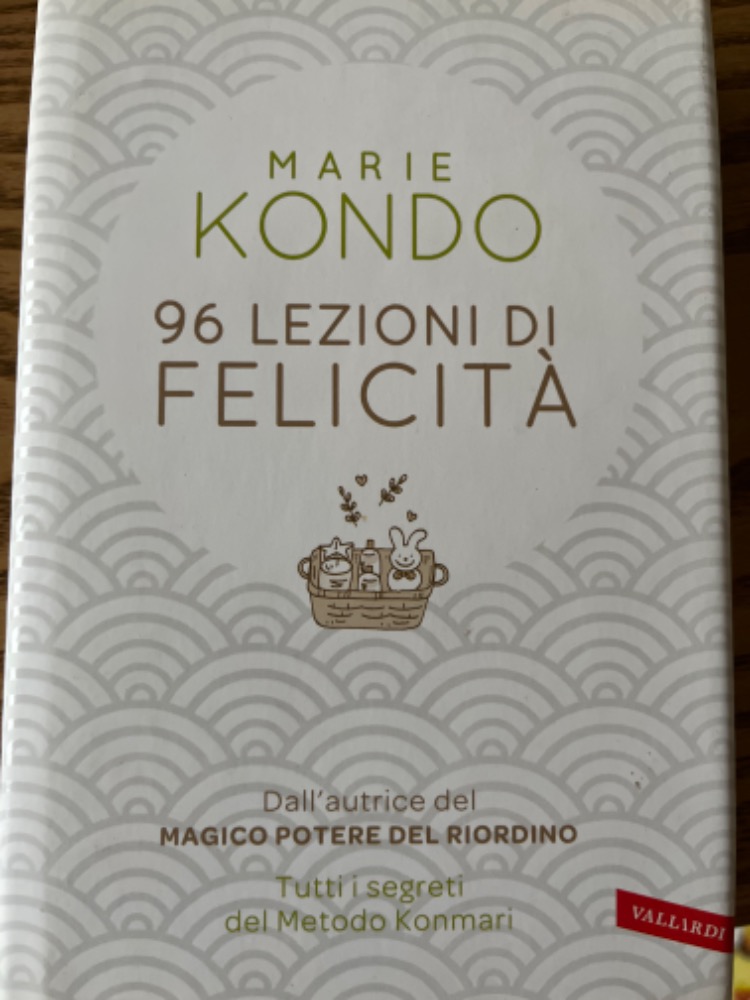 MARIE
KONDO
96 LEZIONI DI
FELICITÀ
Dall'autrice del
MAGICO POTERE DEL RIORDINO
Tutti i segreti
del Metodo Konmari
VALLARDI